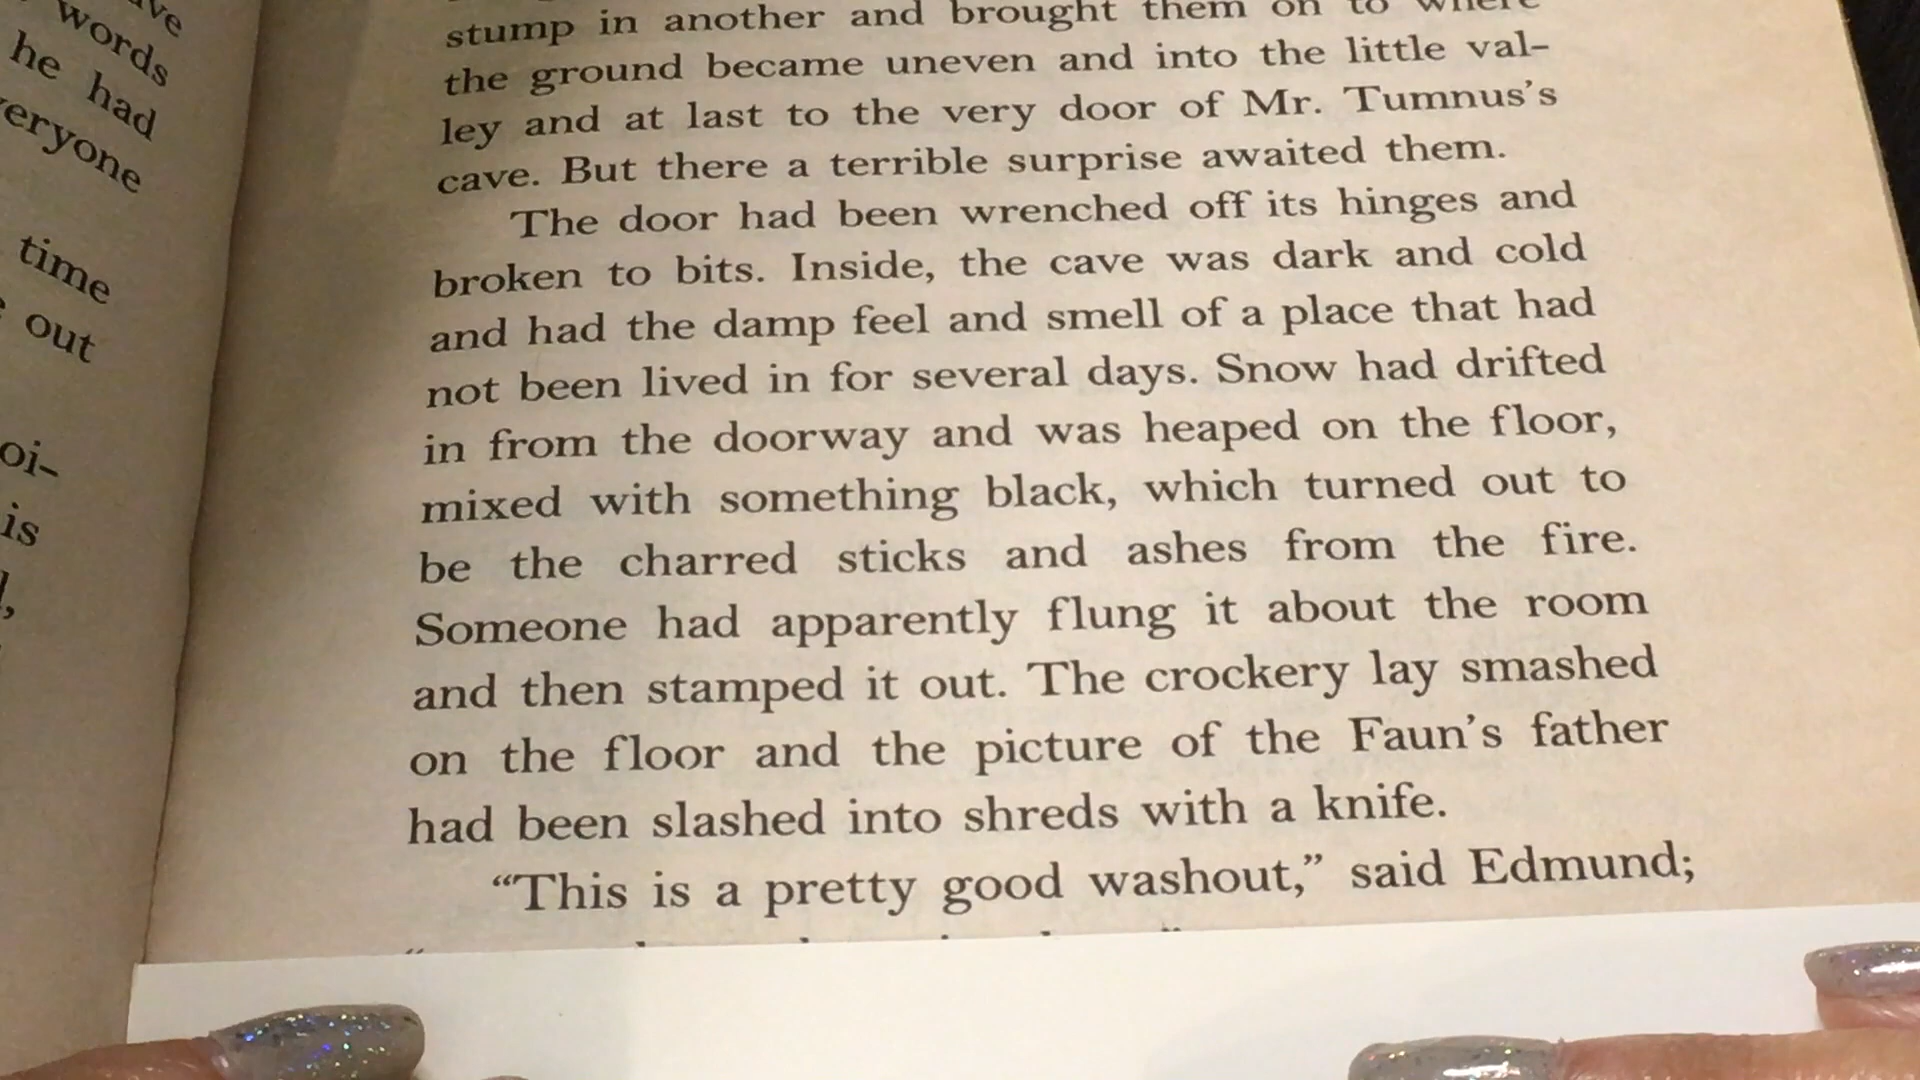 ve
words
he had
eryone
time
out
oi-
is
stump in another and brought them on to where
the ground became uneven and into the little val-
ley and at last to the very door of Mr. Tumnus's
cave. But there a terrible surprise awaited them.
The door had been wrenched off its hinges and
broken to bits. Inside, the cave was dark and cold
and had the damp feel and smell of a place that had
not been lived in for several days. Snow had drifted
in from the doorway and was heaped on the floor,
mixed with something black, which turned out to
be the charred sticks and ashes from the fire.
Someone had apparently flung it about the room
and then stamped it out. The crockery lay smashed
on the floor and the picture of the Faun's father
had been slashed into shreds with a knife.
“This is a pretty good washout,” said Edmund;